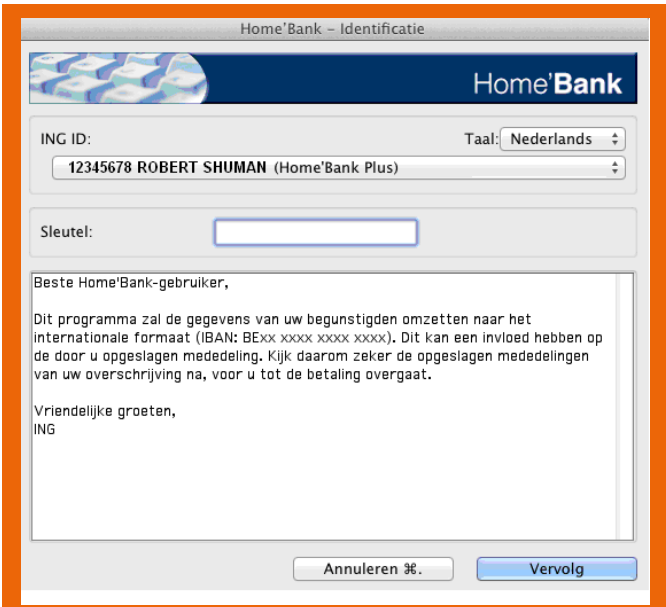 Home'Bank – Identificatie
Home'Bank
ING ID:
Taal: Nederlands
12345678 ROBERT SHUMAN (Home'Bank Plus)
Sleutel:
Beste Home'Bank-gebruiker,
Dit programma zal de gegevens van uw begunstigden omzetten naar het
internationale formaat (IBAN: BExx xxxx xxxx xxxx). Dit kan een invloed hebben op
de door u opgeslagen mededeling. Kijk daarom zeker de opgeslagen mededelingen
van uw overschrijving na, voor u tot de betaling overgaat.
Vriendelijke groeten,
ING
Annuleren ⌘.
Vervolg